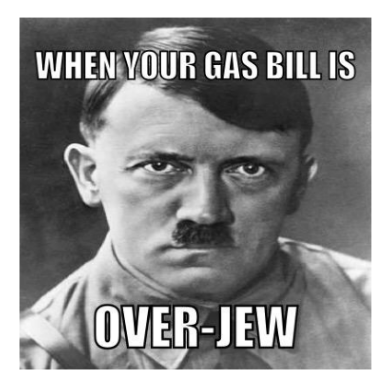 WHEN YOUR GAS BILL IS
OVER-JEW